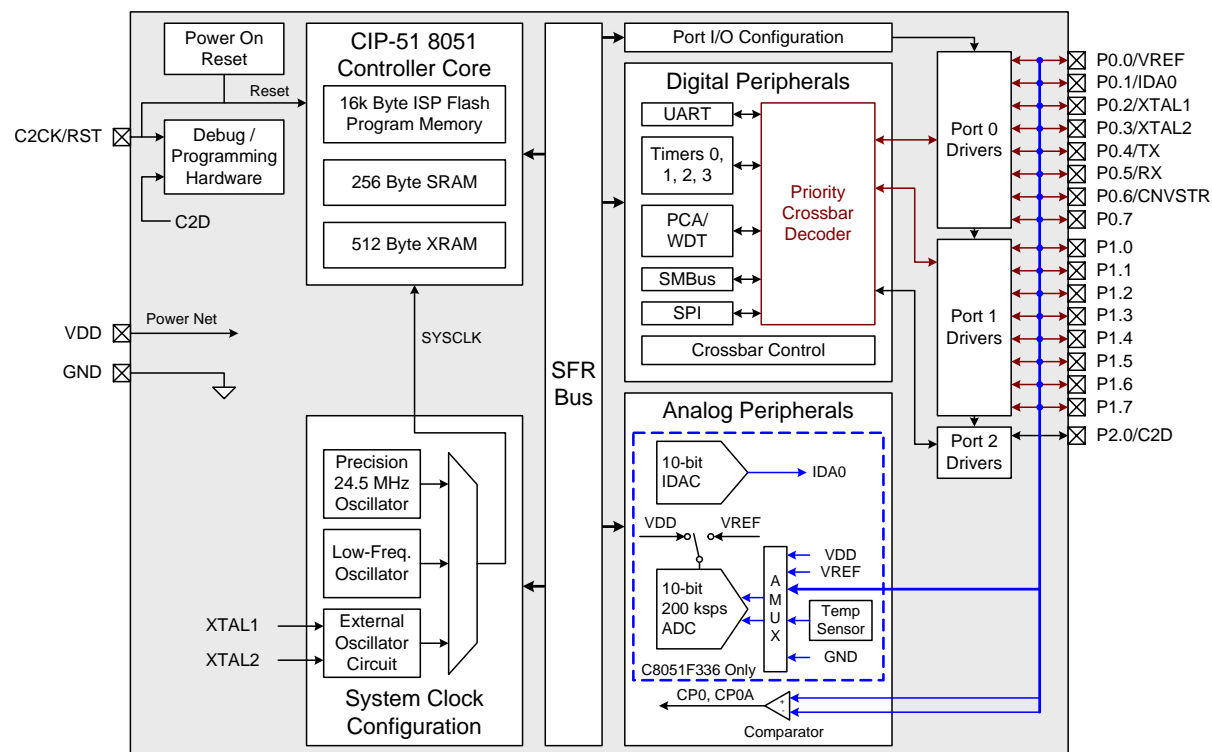 Power On
Reset
Reset
C2CK/RST
Debug /
Programming
Hardware
C2D
VDD
Power Net
GND
CIP-51 8051
Controller Core
16k Byte ISP Flash
Program Memory
256 Byte SRAM
512 Byte XRAM
SYSCLK
Precision
24.5 MHz
Oscillator
Low-Freq.
Oscillator
External
Oscillator
Circuit
XTAL1
XTAL2
System Clock
Configuration
SFR
Bus
Port I/O Configuration
Digital Peripherals
UART
Timers 0,
1, 2, 3
PCA/
WDT
SMBus
SPI
Priority
Crossbar
Decoder
Crossbar Control
Analog Peripherals
10-bit
IDAC
IDA0
VDD
VREF
10-bit
200 ksps
ADC
A
M
U
X
VDD
VREF
Temp
Sensor
GND
C8051F336 Only
CP0, CP0A
+
-
Comparator
Port 0
Drivers
Port 1
Drivers
Port 2
Drivers
P0.0/VREF
P0.1/IDA0
P0.2/XTAL1
P0.3/XTAL2
P0.4/TX
P0.5/RX
P0.6/CNVSTR
P0.7
P1.0
P1.1
P1.2
P1.3
P1.4
P1.5
P1.6
P1.7
P2.0/C2D